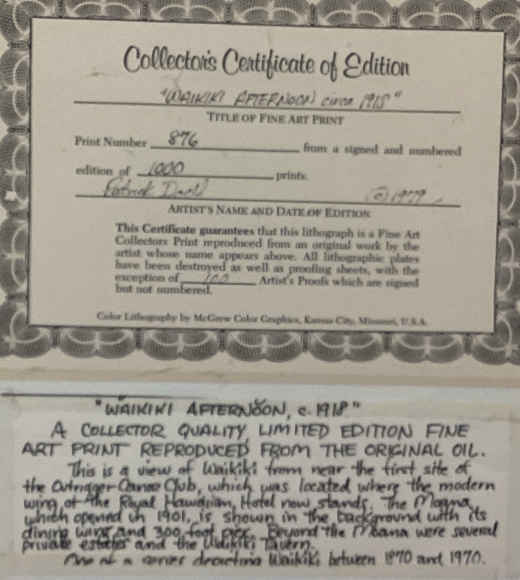 Collector's Certificate of Edition
"WAIKIKI AFTERNOON circa 1918"
TITLE OF FINE ART PRINT
Print Number 876 from a signed and numbered
edition of 1000 prints.
Patrick © 1979
ARTIST'S NAME AND DATE OF EDITION
This Certificate guarantees that this lithograph is a Fine Art
Collectors Print reproduced from an original work by the
artist whose name appears above. All lithographic plates
have been destroyed as well as proofing sheets, with the
exception of 100 Artist's Proofs which are signed
but not numbered.
Color Lithography by McGrew Color Graphics, Kansas City, Missouri, U.S.A.
"WAIKIKI AFTERNOON, c. 1918"
A COLLECTOR QUALITY, LIMITED EDITION FINE
ART PRINT REPRODUCED FROM THE ORIGINAL OIL.
This is a view of Waikiki from near the first site of
the Outrigger Canoe Club, which was located where the modern
wing of the Royal Hawaiian Hotel now stands. The Moana,
which opened in 1901, is shown in the background with its
dining wing and 300 foot pier. Beyond the Moana were several
private estates and the Waikiki Tavern.
One of a series depicting Waikiki between 1870 and 1970.